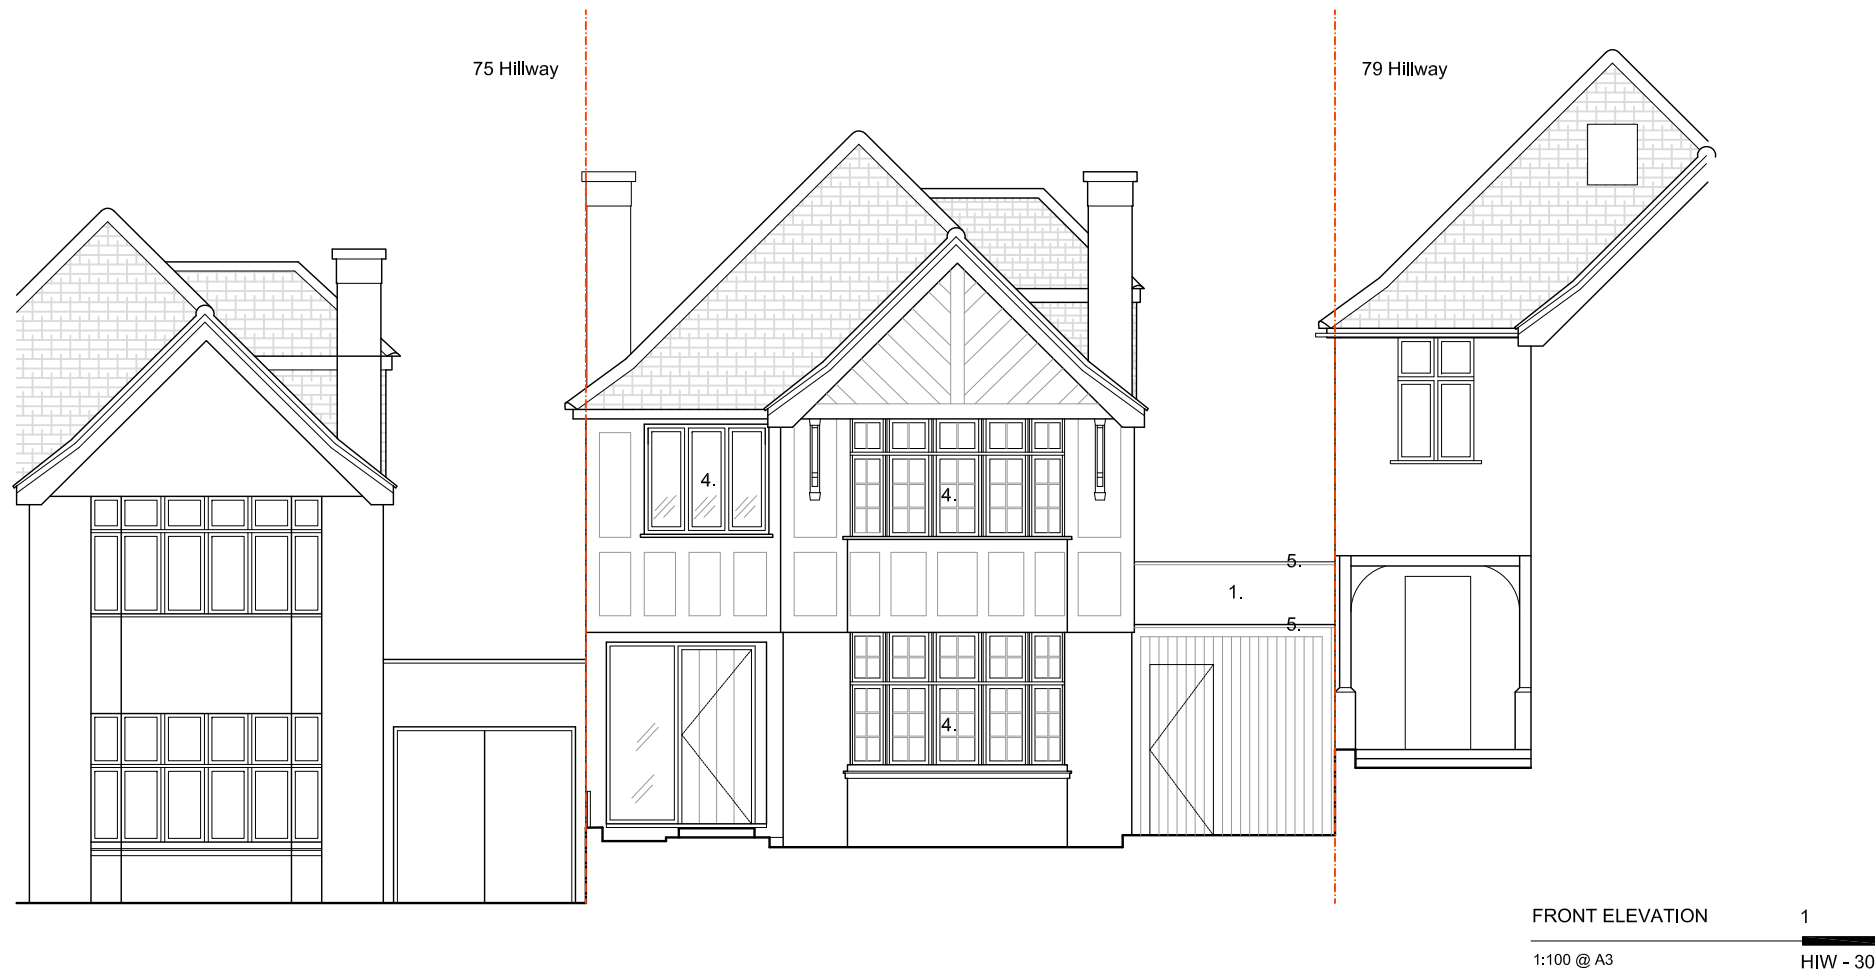 75 Hillway
79 Hillway
4.
4.
5.
1.
5.
4.
FRONT ELEVATION 1
1:100 @ A3 HIW - 30